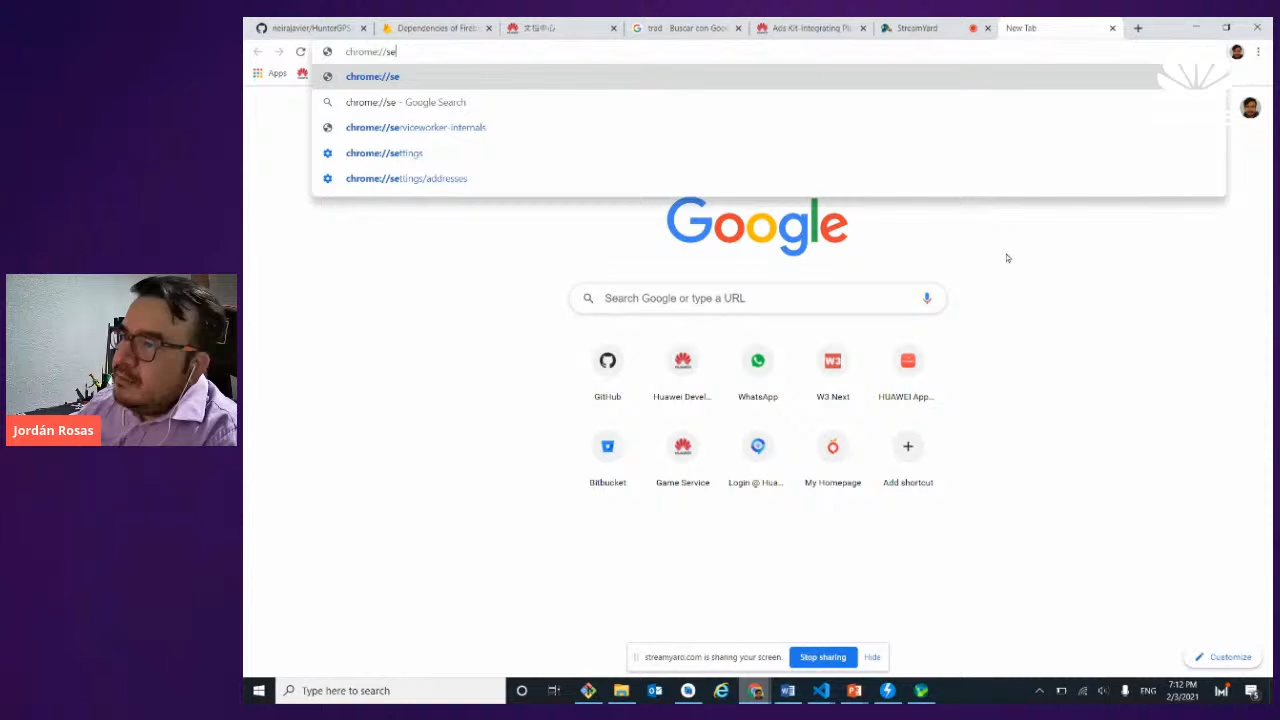 neirajavier/HunterGPS
Dependencies of Fireb
文档中心
trad - Buscar con Goo
Ads Kit-Integrating Pl
StreamYard
New Tab
chrome://se
Apps
chrome://se
chrome://se - Google Search
chrome://serviceworker-internals
chrome://settings
chrome://settings/addresses
Google
Search Google or type a URL
GitHub
Huawei Devel...
WhatsApp
W3 Next
HUAWEI App...
Bitbucket
Game Service
Login @ Hua...
My Homepage
Add shortcut
Jordán Rosas
streamyard.com is sharing your screen.
Stop sharing
Hide
Customize
Type here to search
ENG
7:12 PM
2/3/2021